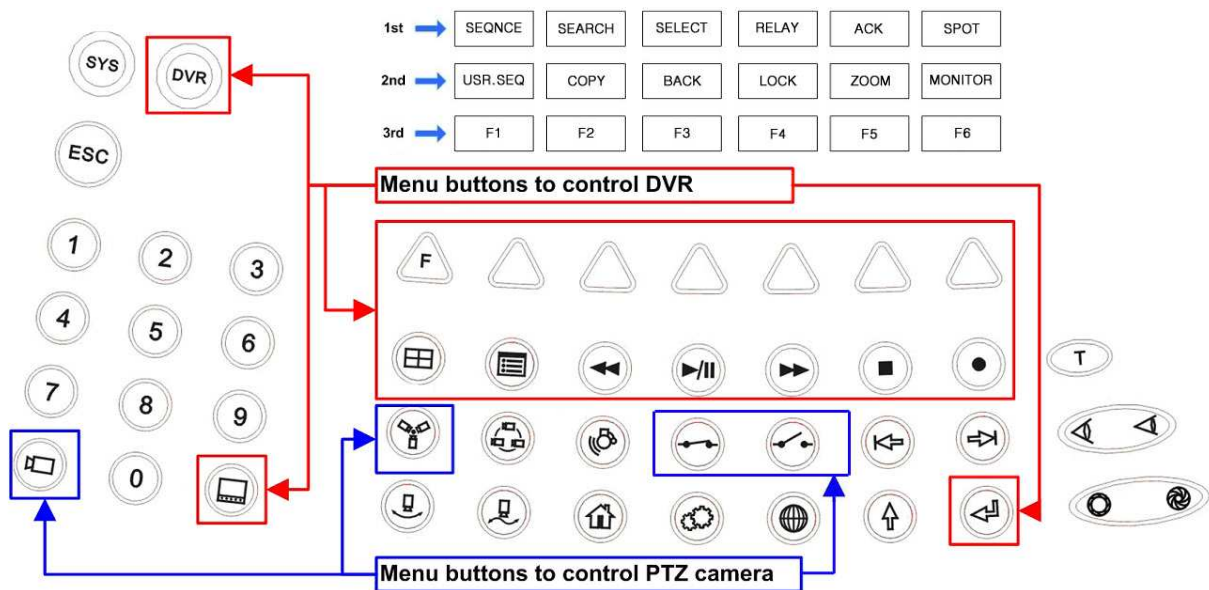 1st SEQNCE SEARCH SELECT RELAY ACK SPOT
SYS DVR
2nd USR.SEQ COPY BACK LOCK ZOOM MONITOR
ESC
3rd F1 F2 F3 F4 F5 F6
Menu buttons to control DVR
1 2 3
F
4 5 6
T
7 8 9
0
Menu buttons to control PTZ camera